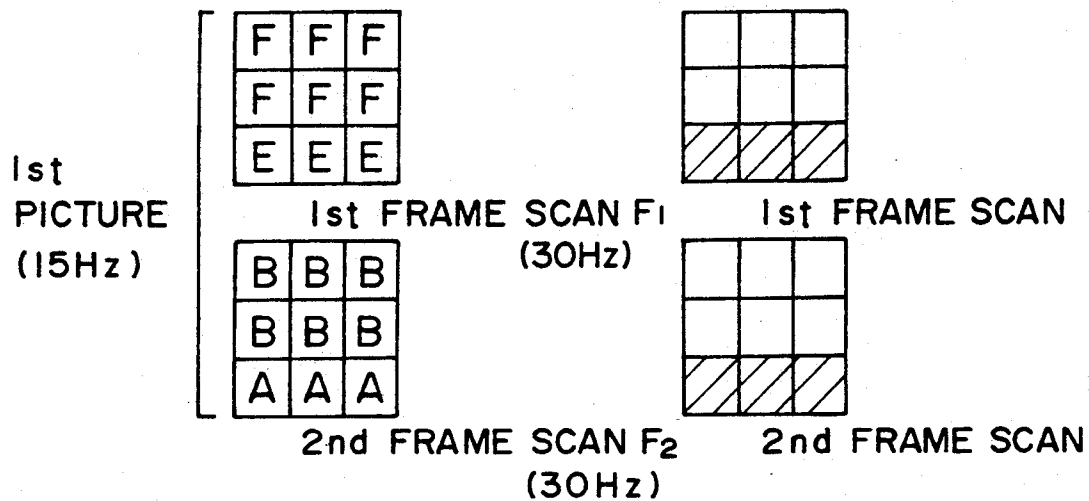 F F F
F F F
E E E
1st FRAME SCAN F1
(30Hz)
1st FRAME SCAN
1st
PICTURE
(15Hz)
B B B
B B B
A A A
2nd FRAME SCAN F2
(30Hz)
2nd FRAME SCAN